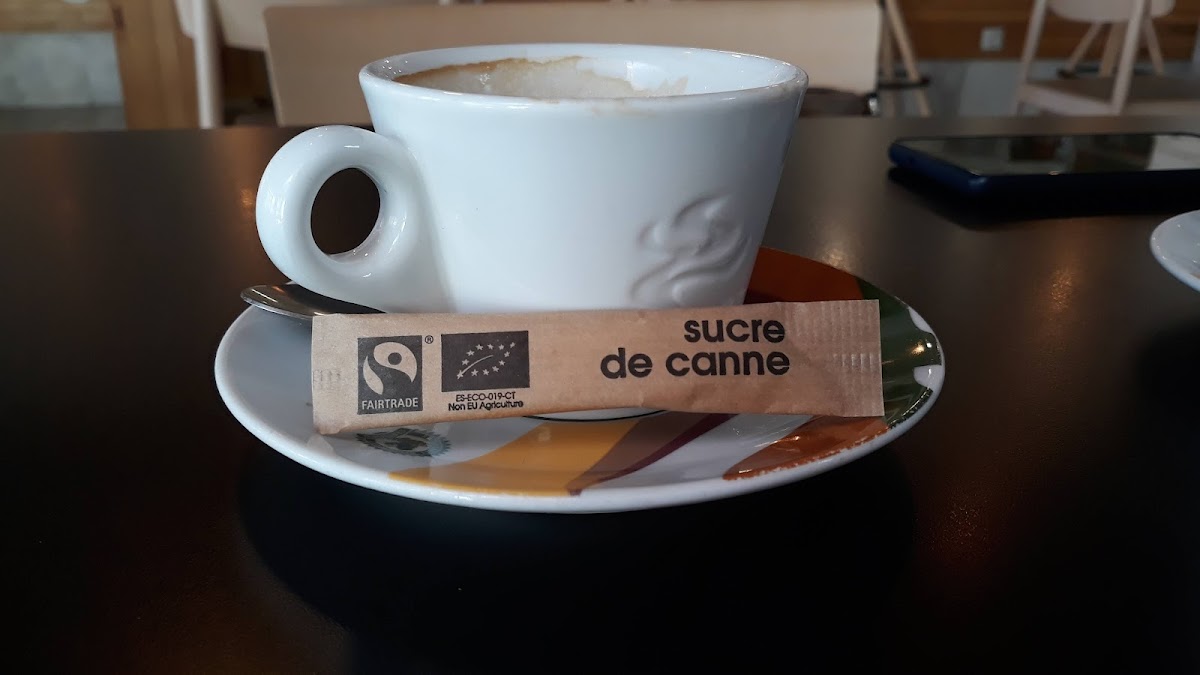 sucre
de canne
®
FAIRTRADE
ES-ECO-019-CT
Non EU Agriculture